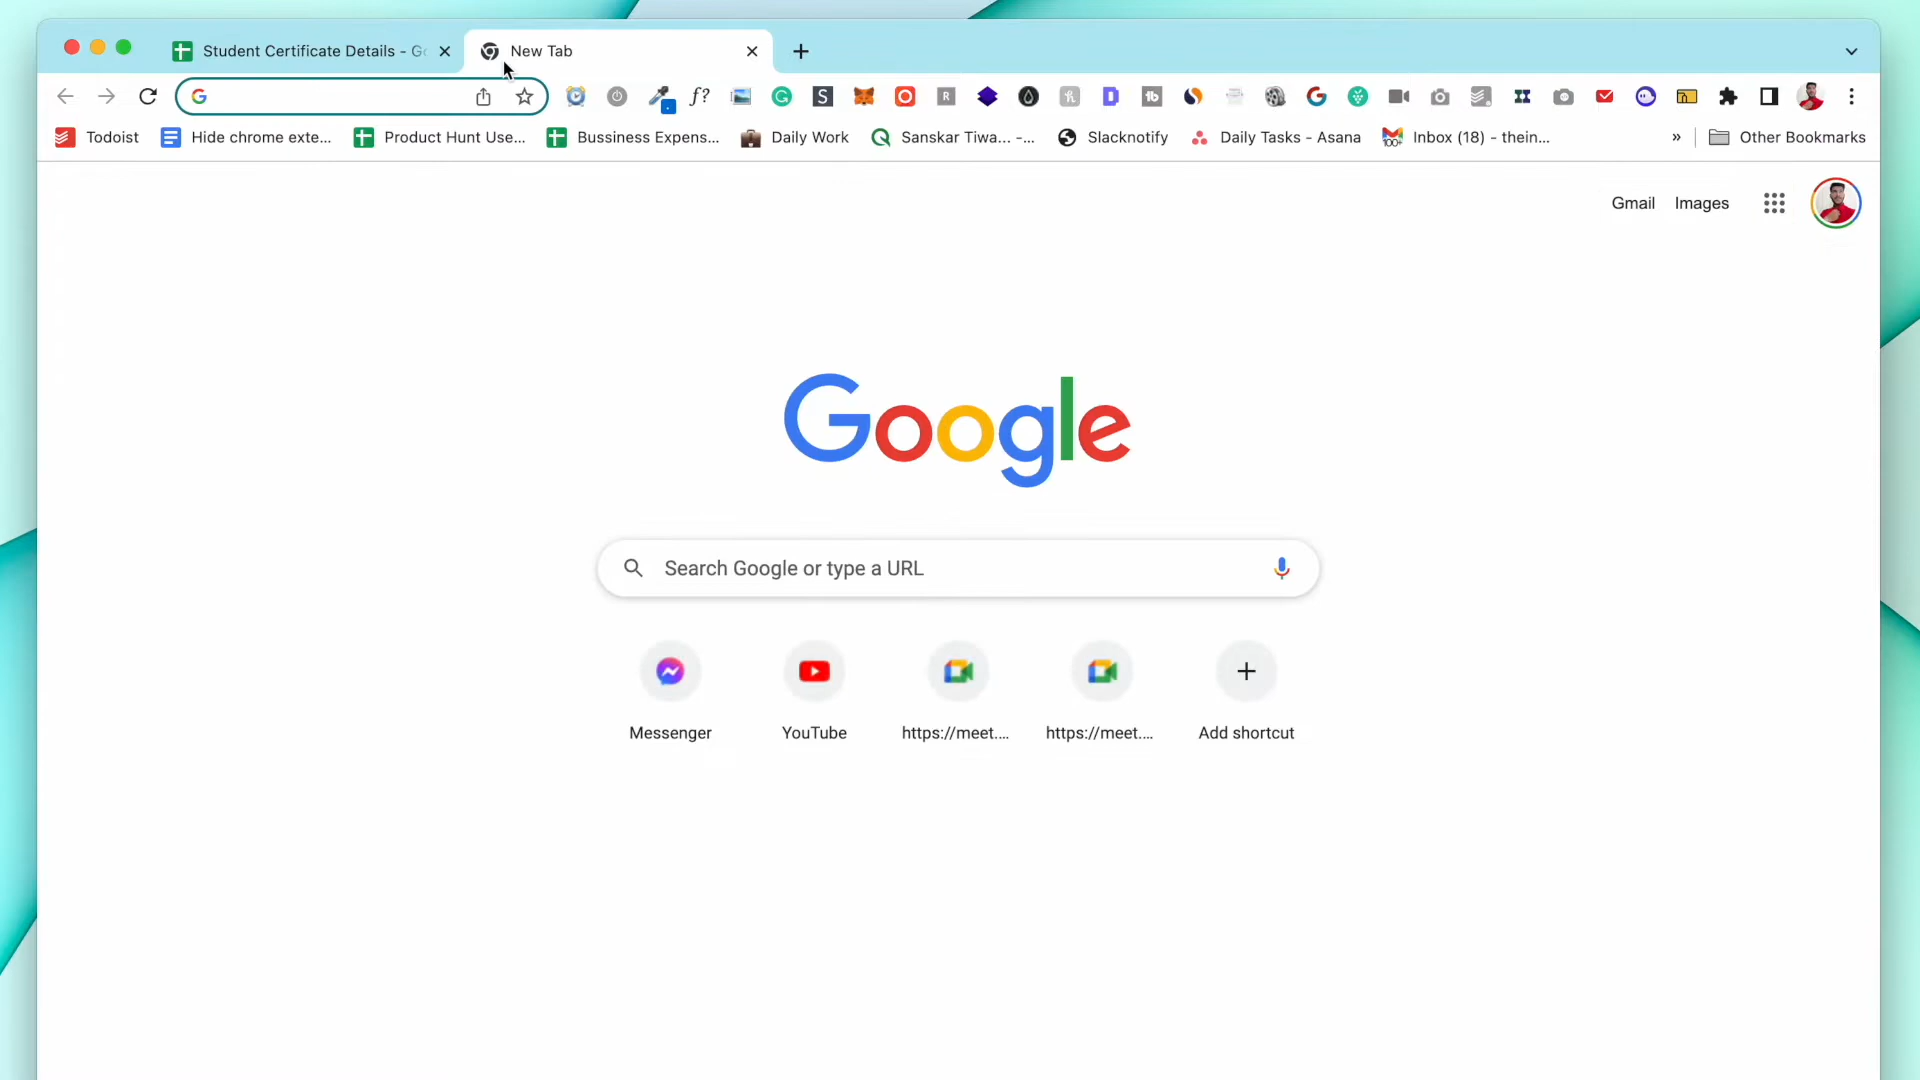 Student Certificate Details - Go
New Tab
Todoist
Hide chrome exte...
Product Hunt Use...
Bussiness Expens...
Daily Work
Sanskar Tiwa... -...
Slacknotify
Daily Tasks - Asana
Inbox (18) - thein...
»
Other Bookmarks
Gmail
Images
Google
Search Google or type a URL
Messenger
YouTube
https://meet....
https://meet....
Add shortcut